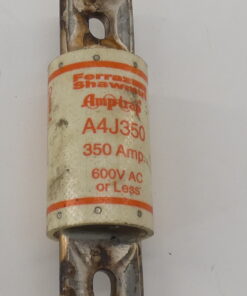 Ferraz
Shawmut
Amptrap
A4J350
350 Amp.
600V AC
or Less